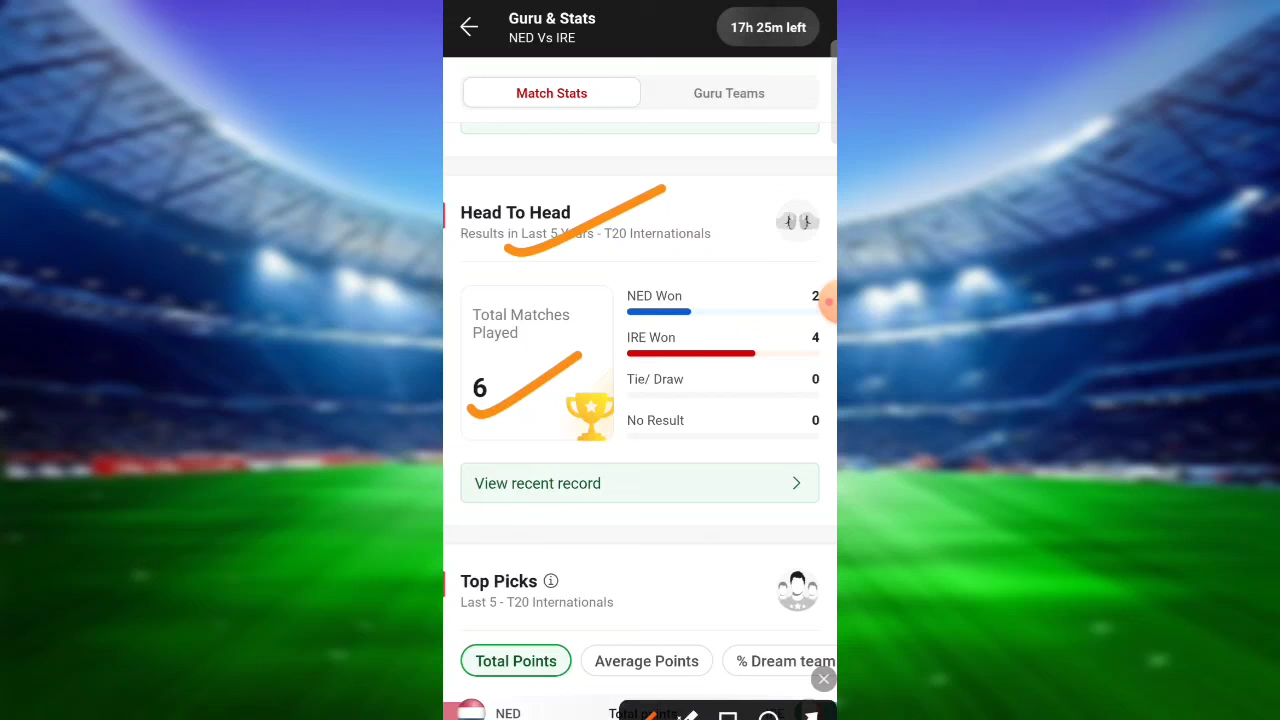 Guru & Stats
NED Vs IRE
17h 25m left
Match Stats
Guru Teams
Head To Head
Results in Last 5 Years - T20 Internationals
Total Matches
Played
6
NED Won 2
IRE Won 4
Tie/ Draw 0
No Result 0
View recent record
Top Picks
Last 5 - T20 Internationals
Total Points
Average Points
% Dream team
NED
Total points